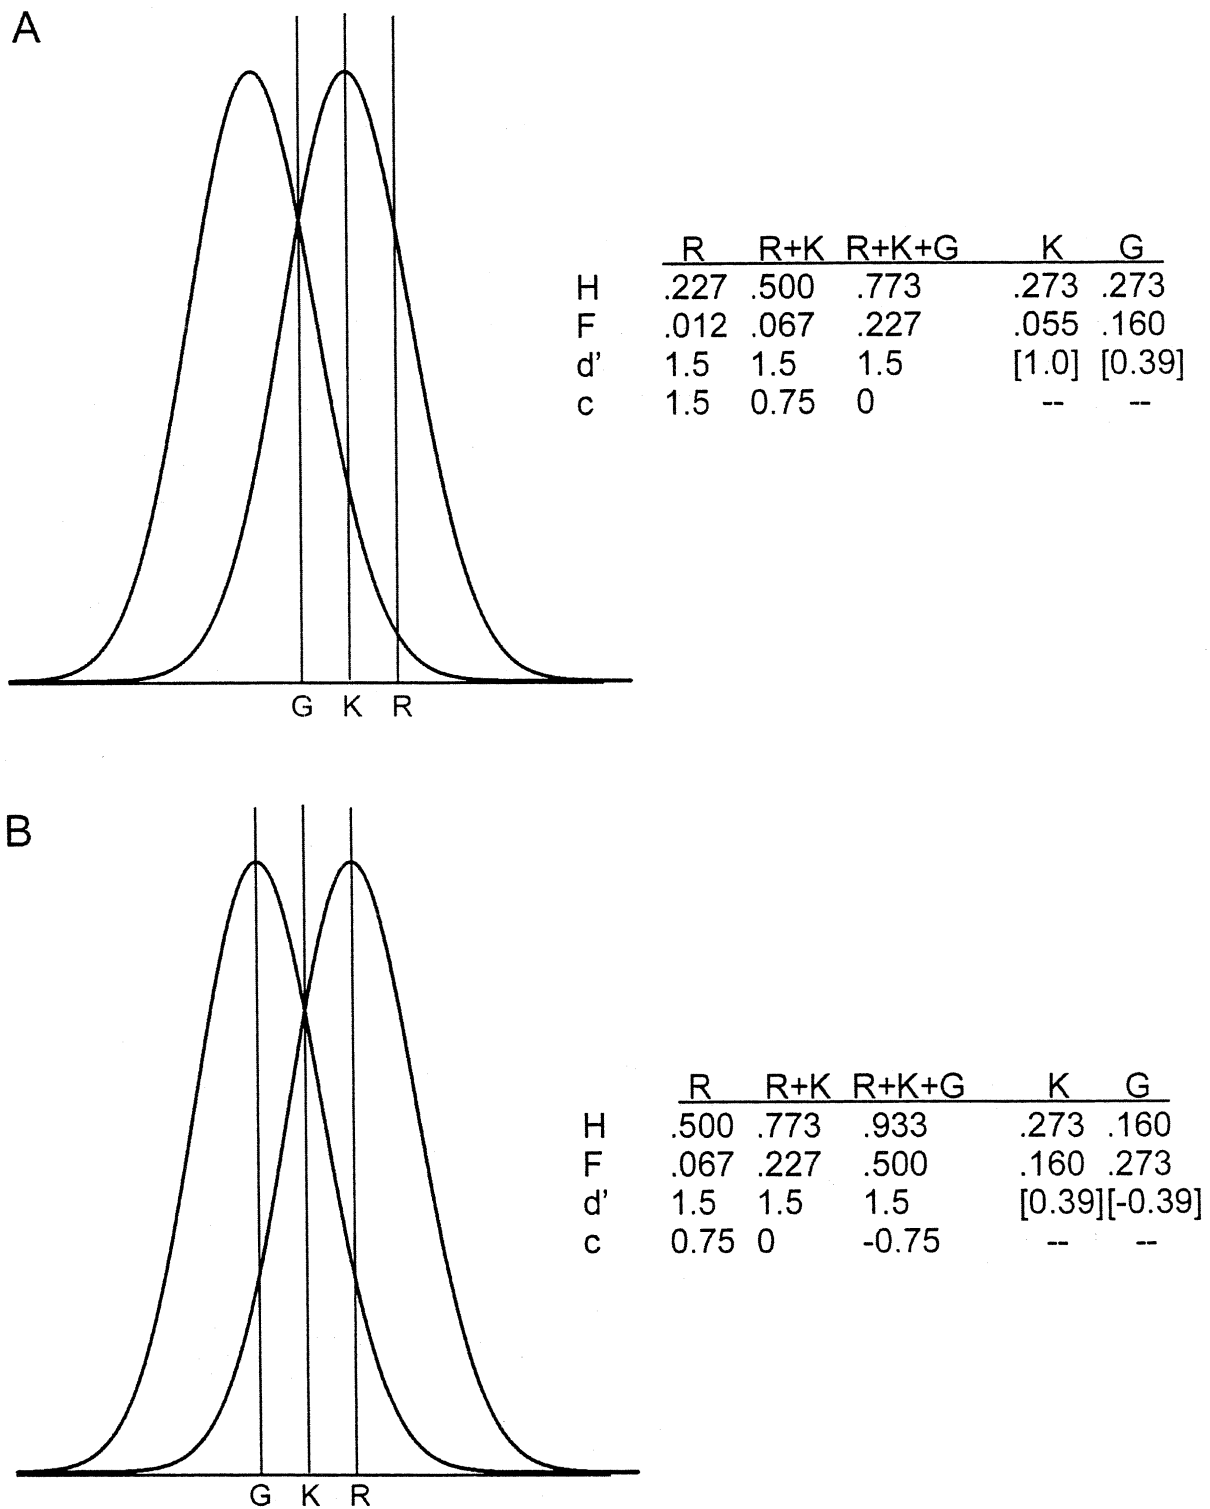 A
R R+K R+K+G K G
H .227 .500 .773 .273 .273
F .012 .067 .227 .055 .160
d' 1.5 1.5 1.5 [1.0] [0.39]
c 1.5 0.75 0 -- --
G K R
B
R R+K R+K+G K G
H .500 .773 .933 .273 .160
F .067 .227 .500 .160 .273
d' 1.5 1.5 1.5 [0.39][-0.39]
c 0.75 0 -0.75 -- --
G K R